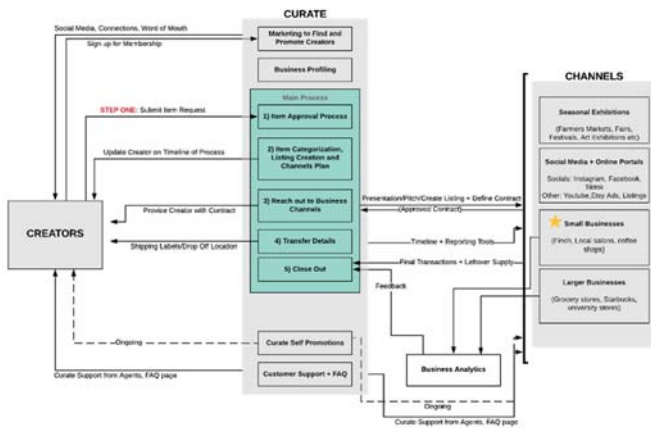 CURATE
Social Media, Connections, Word of Mouth
Sign up for Membership
Marketing to Find and
Promote Creators
Business Profiling
Main Process
STEP ONE: Submit Item Request
1) Item Approval Process
Update Creator on Timeline of Process
2) Item Categorization,
Listing Creation and
Channels Plan
3) Reach out to Business
Channels
Provice Creator with Contract
4) Transfer Details
Shipping Labels/Drop Off Location
5) Close Out
CREATORS
Ongoing
Curate Self Promotions
Customer Support + FAQ
Curate Support from Agents, FAQ page
Presentation/Pitch/Create Listing + Define Contract
(Approved Contract)
Timeline + Reporting Tools
Final Transactions + Leftover Supply
Feedback
Business Analytics
Ongoing
Curate Support from Agents, FAQ page
CHANNELS
Seasonal Exhibitions
(Farmers Markets, Fairs,
Festivals, Art Exhibitions etc)
Social Media + Online Portals
Socials: Instagram, Facebook,
Tiktok
Other: Youtube,Etsy Ads, Listings
Small Businesses
(Finch, Local salons, coffee
shops)
Larger Businesses
(Grocery stores, Starbucks,
university stores)